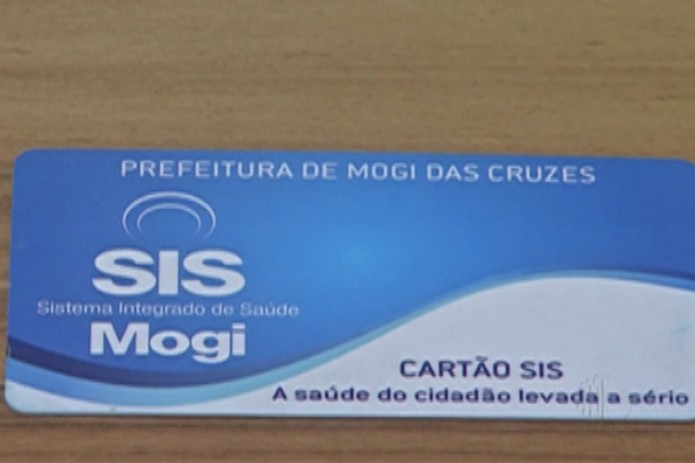 PREFEITURA DE MOGI DAS CRUZES
SIS
Sistema Integrado de Saúde
Mogi
CARTÃO SIS
A saúde do cidadão levada a sério